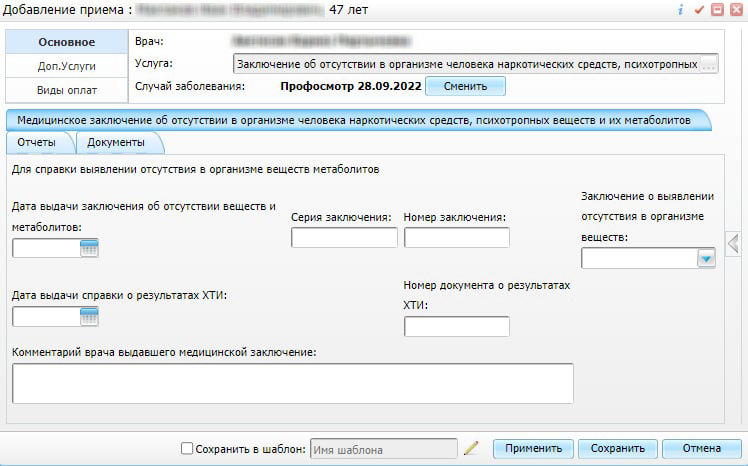 Добавление приема : 47 лет
Основное
Доп.Услуги
Виды оплат
Врач:
Услуга: Заключение об отсутствии в организме человека наркотических средств, психотропных ...
Случай заболевания: Профосмотр 28.09.2022 Сменить
Медицинское заключение об отсутствии в организме человека наркотических средств, психотропных веществ и их метаболитов
Отчеты Документы
Для справки выявлении отсутствия в организме веществ метаболитов
Дата выдачи заключения об отсутствии веществ и
метаболитов:
Серия заключения:
Номер заключения:
Заключение о выявлении
отсутствия в организме
веществ:
Дата выдачи справки о результатах ХТИ:
Номер документа о результатах
ХТИ:
Комментарий врача выдавшего медицинской заключение:
Сохранить в шаблон: Имя шаблона Применить Сохранить Отмена